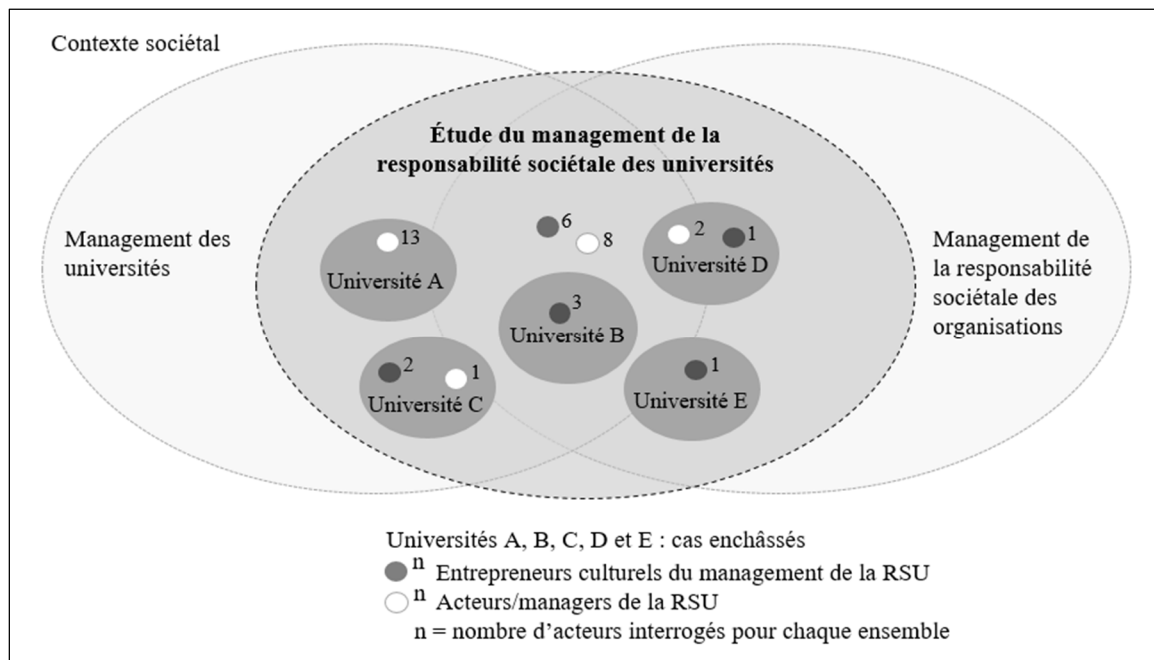 Contexte sociétal
Étude du management de la
responsabilité sociétale des universités
Management des
universités
Management de
la responsabilité
sociétale des
organisations
13
Université A
6
8
2
1
Université D
3
Université B
2
1
Université C
1
Université E
Universités A, B, C, D et E : cas enchâssés
n Entrepreneurs culturels du management de la RSU
n Acteurs/managers de la RSU
n = nombre d’acteurs interrogés pour chaque ensemble